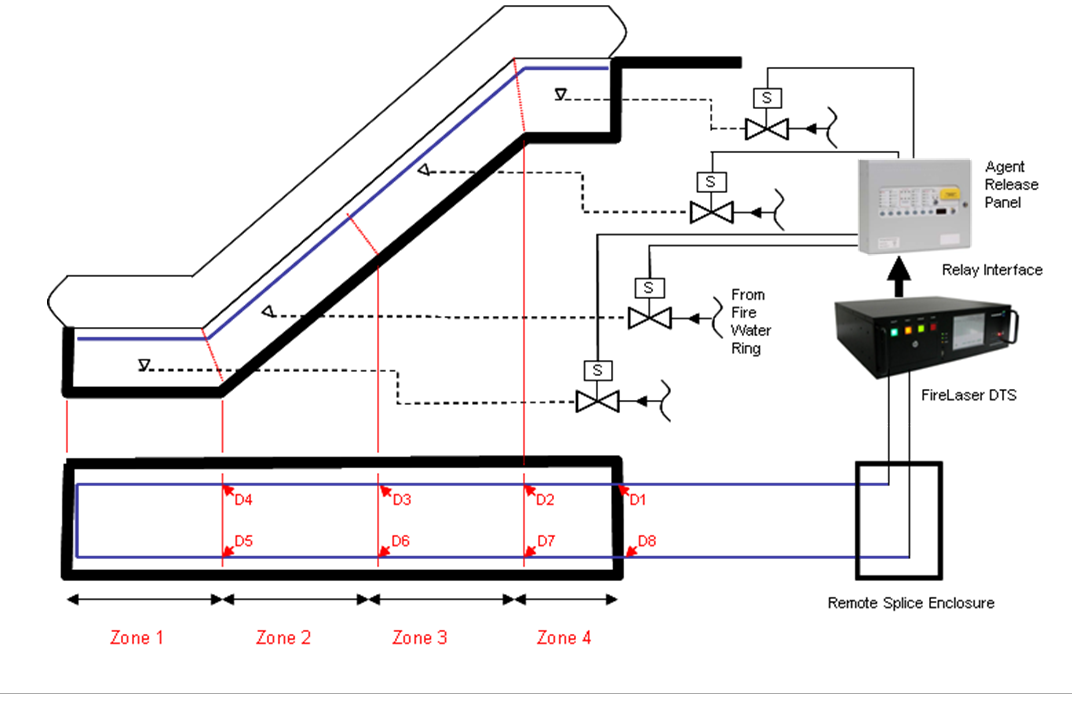 S
Agent
Release
Panel
S
Relay Interface
S
From
Fire
Water
Ring
S
FireLaser DTS
D4
D3
D2
D1
D5
D6
D7
D8
Remote Splice Enclosure
Zone 1
Zone 2
Zone 3
Zone 4